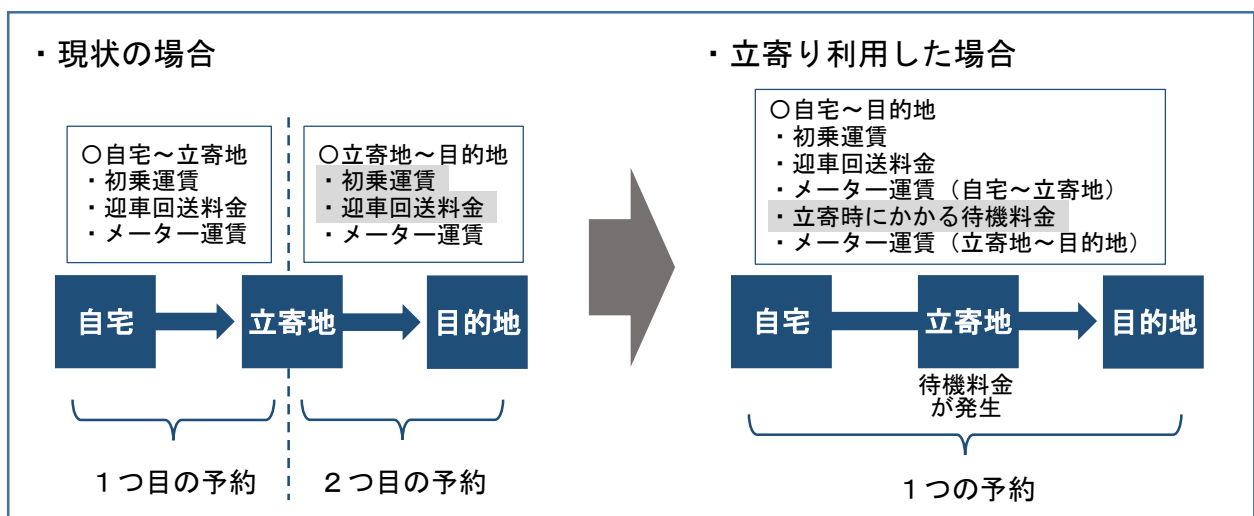 ・現状の場合
〇自宅～立寄地
・初乗運賃
・迎車回送料金
・メーター運賃
〇立寄地～目的地
・初乗運賃
・迎車回送料金
・メーター運賃
自宅
立寄地
目的地
1つ目の予約
2つ目の予約
・立寄り利用した場合
〇自宅～目的地
・初乗運賃
・迎車回送料金
・メーター運賃（自宅～立寄地）
・立寄時にかかる待機料金
・メーター運賃（立寄地～目的地）
自宅
立寄地
目的地
待機料金
が発生
1つの予約